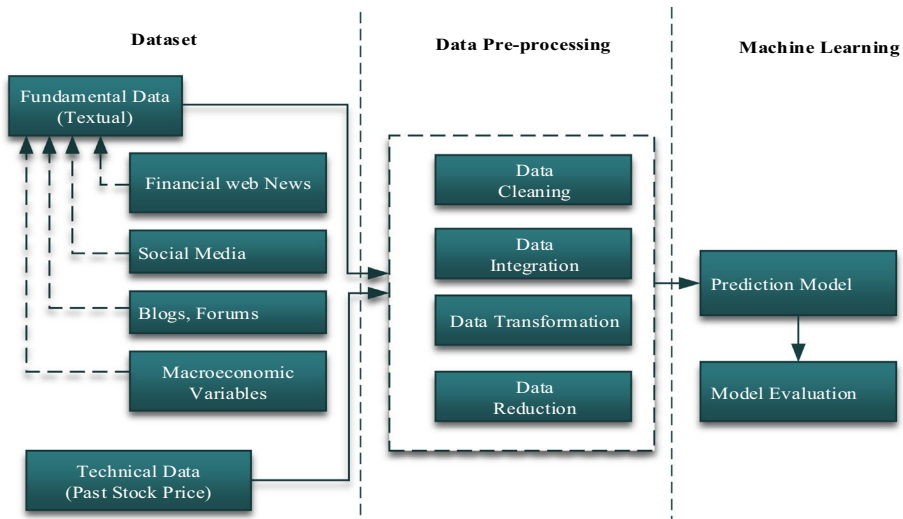 Dataset
Data Pre-processing
Machine Learning
Fundamental Data
(Textual)
Financial web News
Social Media
Blogs, Forums
Macroeconomic
Variables
Technical Data
(Past Stock Price)
Data
Cleaning
Data
Integration
Data Transformation
Data
Reduction
Prediction Model
Model Evaluation